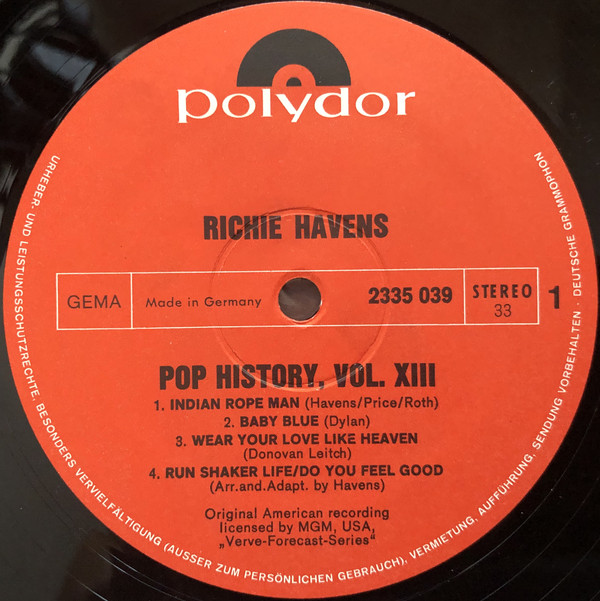 polydor
RICHIE HAVENS
GEMA
Made in Germany
2335 039
STEREO
33
1
POP HISTORY, VOL. XIII
1. INDIAN ROPE MAN (Havens/Price/Roth)
2. BABY BLUE (Dylan)
3. WEAR YOUR LOVE LIKE HEAVEN
(Donovan Leitch)
4. RUN SHAKER LIFE/DO YOU FEEL GOOD
(Arr.and.Adapt. by Havens)
Original American recording
licensed by MGM, USA,
„Verve-Forecast-Series“
URHEBER- UND LEISTUNGSSCHUTZRECHTE. BESONDERS VERVIELFÄLTIGUNG (AUSSER ZUM PERSÖNLICHEN GEBRAUCH), VERMIETUNG, AUFFÜHRUNG, SENDUNG VORBEHALTEN · DEUTSCHE GRAMMOPHON